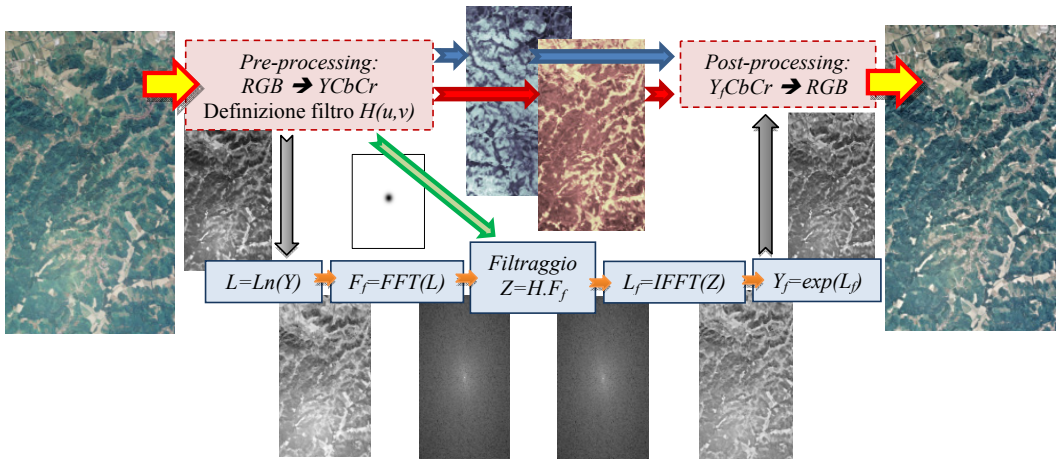 Pre-processing:
RGB ➔ YCbCr
Definizione filtro H(u,v)
Post-processing:
YfCbCr ➔ RGB
L=Ln(Y)
Ff=FFT(L)
Filtraggio
Z=H.Ff
Lf=IFFT(Z)
Yf=exp(Lf)